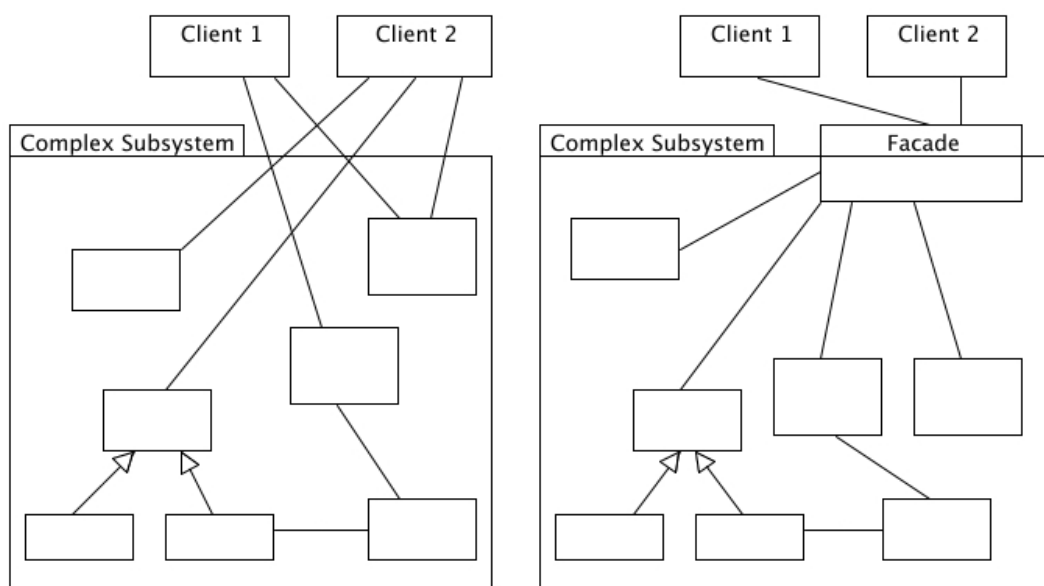 Client 1
Client 2
Complex Subsystem
Client 1
Client 2
Complex Subsystem
Facade